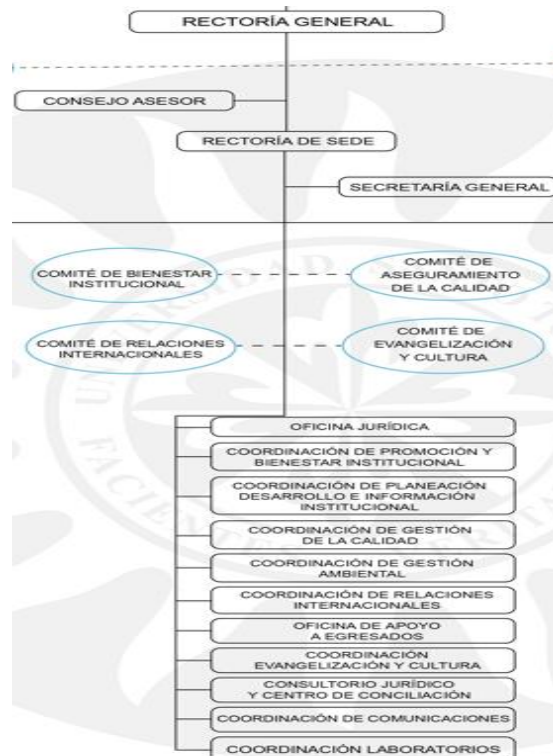 RECTORÍA GENERAL
CONSEJO ASESOR
RECTORÍA DE SEDE
SECRETARÍA GENERAL
COMITÉ DE BIENESTAR
INSTITUCIONAL
COMITÉ DE
ASEGURAMIENTO
DE LA CALIDAD
COMITÉ DE RELACIONES
INTERNACIONALES
COMITÉ DE
EVANGELIZACIÓN
Y CULTURA
OFICINA JURÍDICA
COORDINACIÓN DE PROMOCIÓN Y
BIENESTAR INSTITUCIONAL
COORDINACIÓN DE PLANEACIÓN
DESARROLLO E INFORMACIÓN
INSTITUCIONAL
COORDINACIÓN DE GESTIÓN
DE LA CALIDAD
COORDINACIÓN DE GESTIÓN
AMBIENTAL
COORDINACIÓN DE RELACIONES
INTERNACIONALES
OFICINA DE APOYO
A EGRESADOS
COORDINACIÓN
EVANGELIZACIÓN Y CULTURA
CONSULTORIO JURÍDICO
Y CENTRO DE CONCILIACIÓN
COORDINACIÓN DE COMUNICACIONES
COORDINACIÓN LABORATORIOS